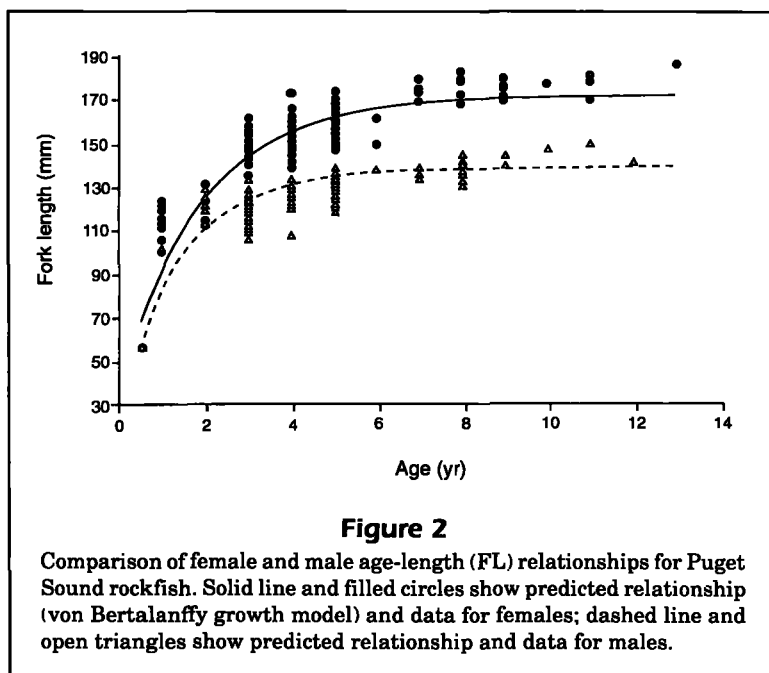 190
170
150
130
110
90
70
50
30
Fork length (mm)
0 2 4 6 8 10 12 14
Age (yr)
Figure 2
Comparison of female and male age-length (FL) relationships for Puget
Sound rockfish. Solid line and filled circles show predicted relationship
(von Bertalanffy growth model) and data for females; dashed line and
open triangles show predicted relationship and data for males.